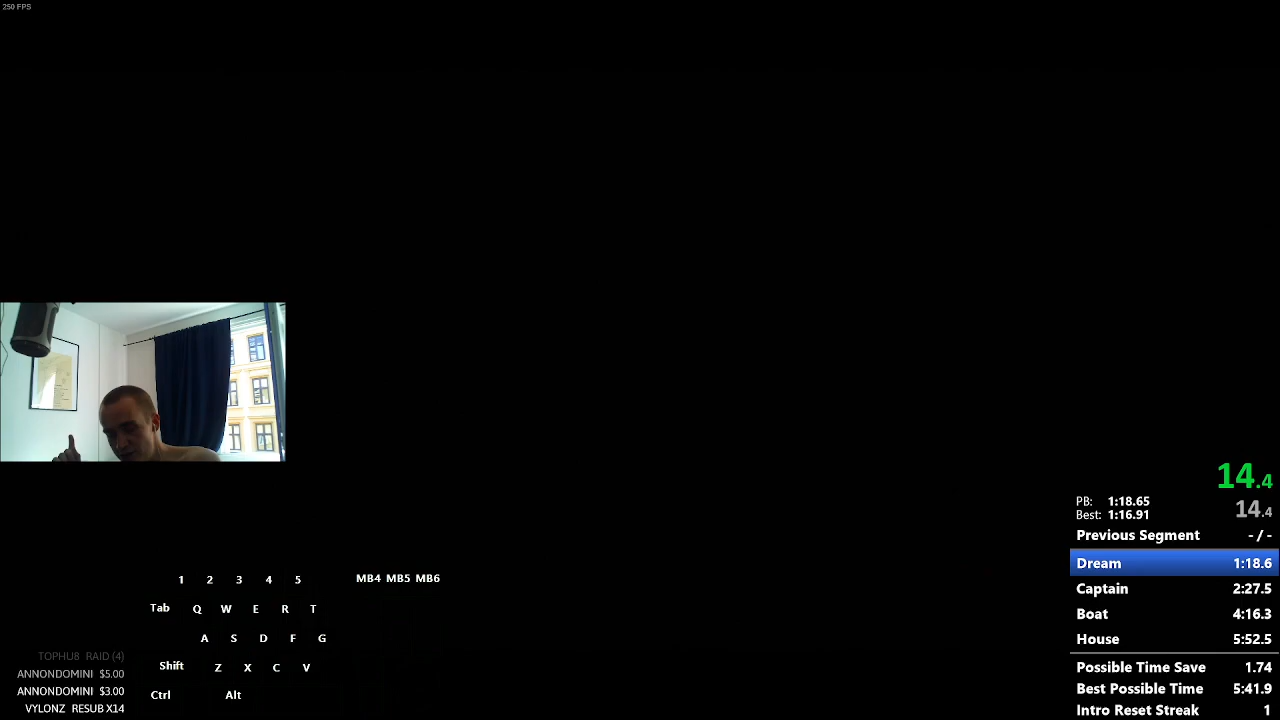 250 FPS
14.4
PB: 1:18.65
14.4
Best: 1:16.91
Previous Segment - / -
Dream 1:18.6
Captain 2:27.5
Boat 4:16.3
House 5:52.5
Possible Time Save 1.74
Best Possible Time 5:41.9
Intro Reset Streak 1
1 2 3 4 5 MB4 MB5 MB6
Tab Q W E R T
A S D F G
Shift Z X C V
Ctrl Alt
TOPHU8 RAID (4)
ANNONDOMINI $5.00
ANNONDOMINI $3.00
VYLONZ RESUB X14